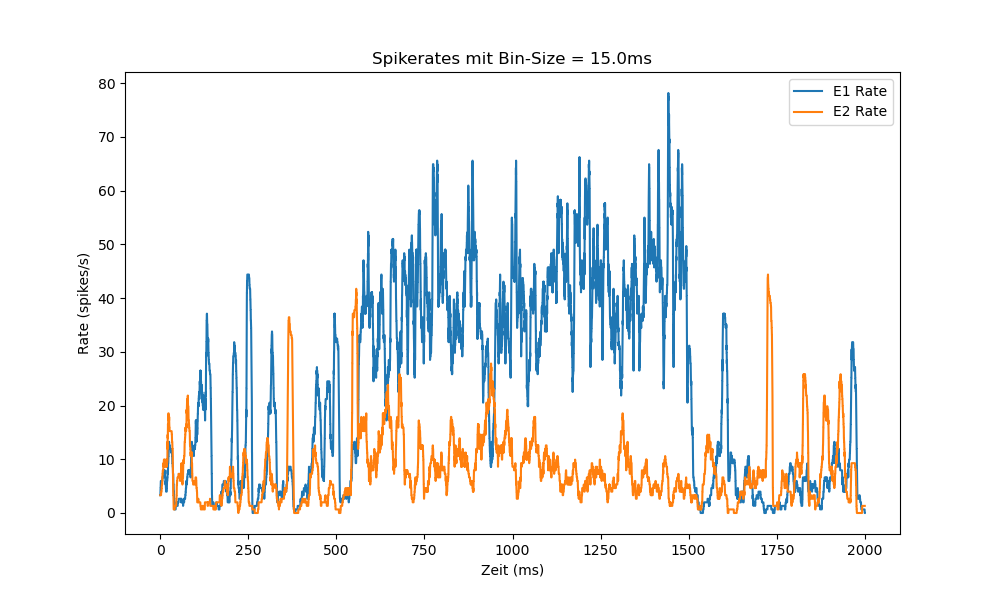 Spikerates mit Bin-Size = 15.0ms
E1 Rate
E2 Rate
Rate (spikes/s)
80
70
60
50
40
30
20
10
0
0 250 500 750 1000 1250 1500 1750 2000
Zeit (ms)